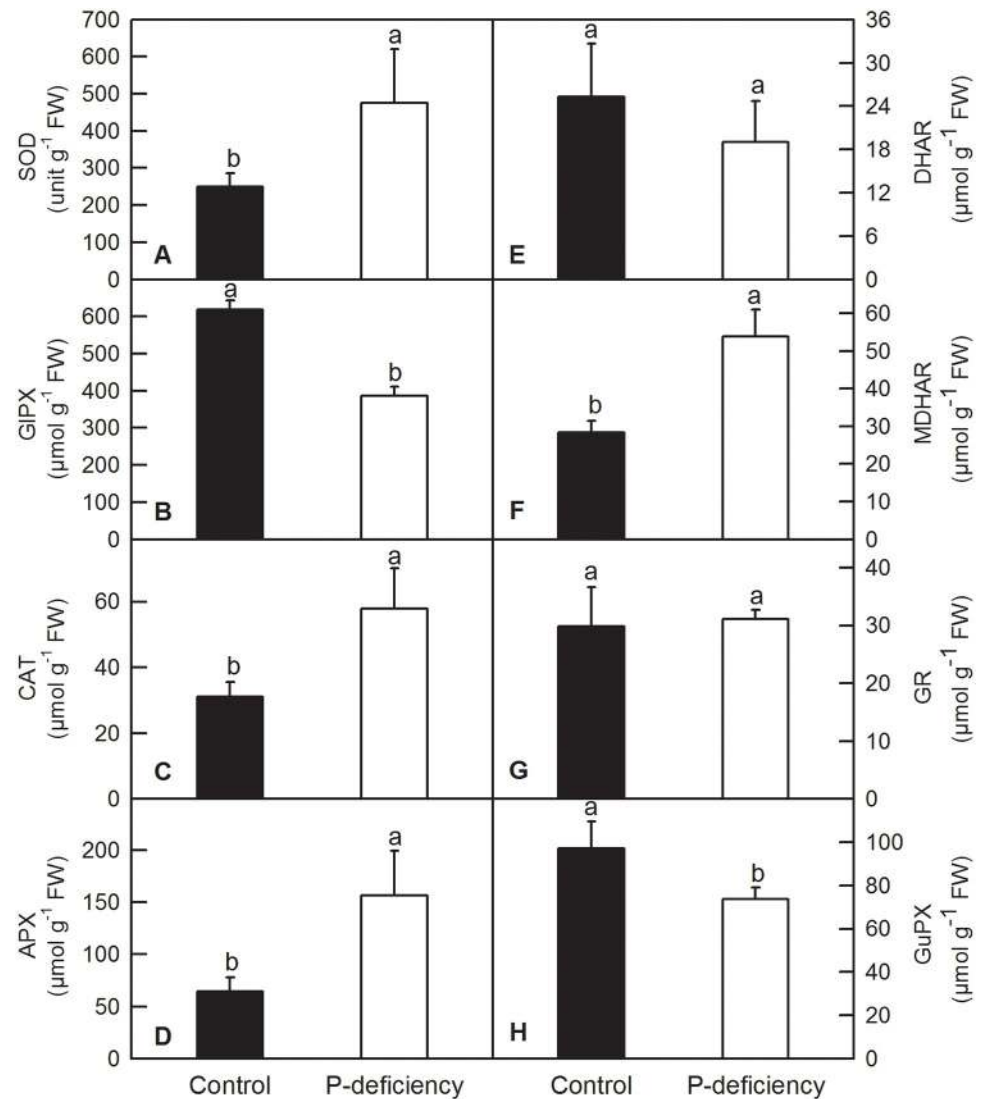 700
600
500
400
300
200
100
0
SOD
(unit g⁻¹ FW)
b
a
A
36
30
24
18
12
6
0
DHAR
(µmol g⁻¹ FW)
a
a
E
600
500
400
300
200
100
0
GIPX
(µmol g⁻¹ FW)
a
b
B
60
50
40
30
20
10
0
MDHAR
(µmol g⁻¹ FW)
b
a
F
60
40
20
0
CAT
(µmol g⁻¹ FW)
b
a
C
40
30
20
10
0
GR
(µmol g⁻¹ FW)
a
a
G
200
150
100
50
0
APX
(µmol g⁻¹ FW)
b
a
D
100
80
60
40
20
0
GuPX
(µmol g⁻¹ FW)
a
b
H
Control P-deficiency Control P-deficiency